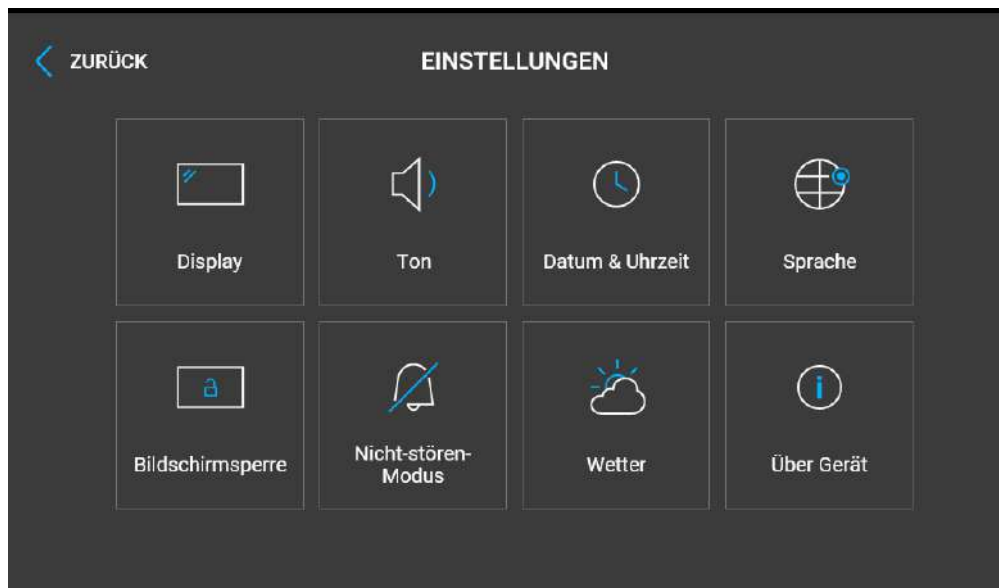 ZURÜCK
EINSTELLUNGEN
Display
Ton
Datum & Uhrzeit
Sprache
Bildschirmsperre
Nicht-stören-
Modus
Wetter
Über Gerät